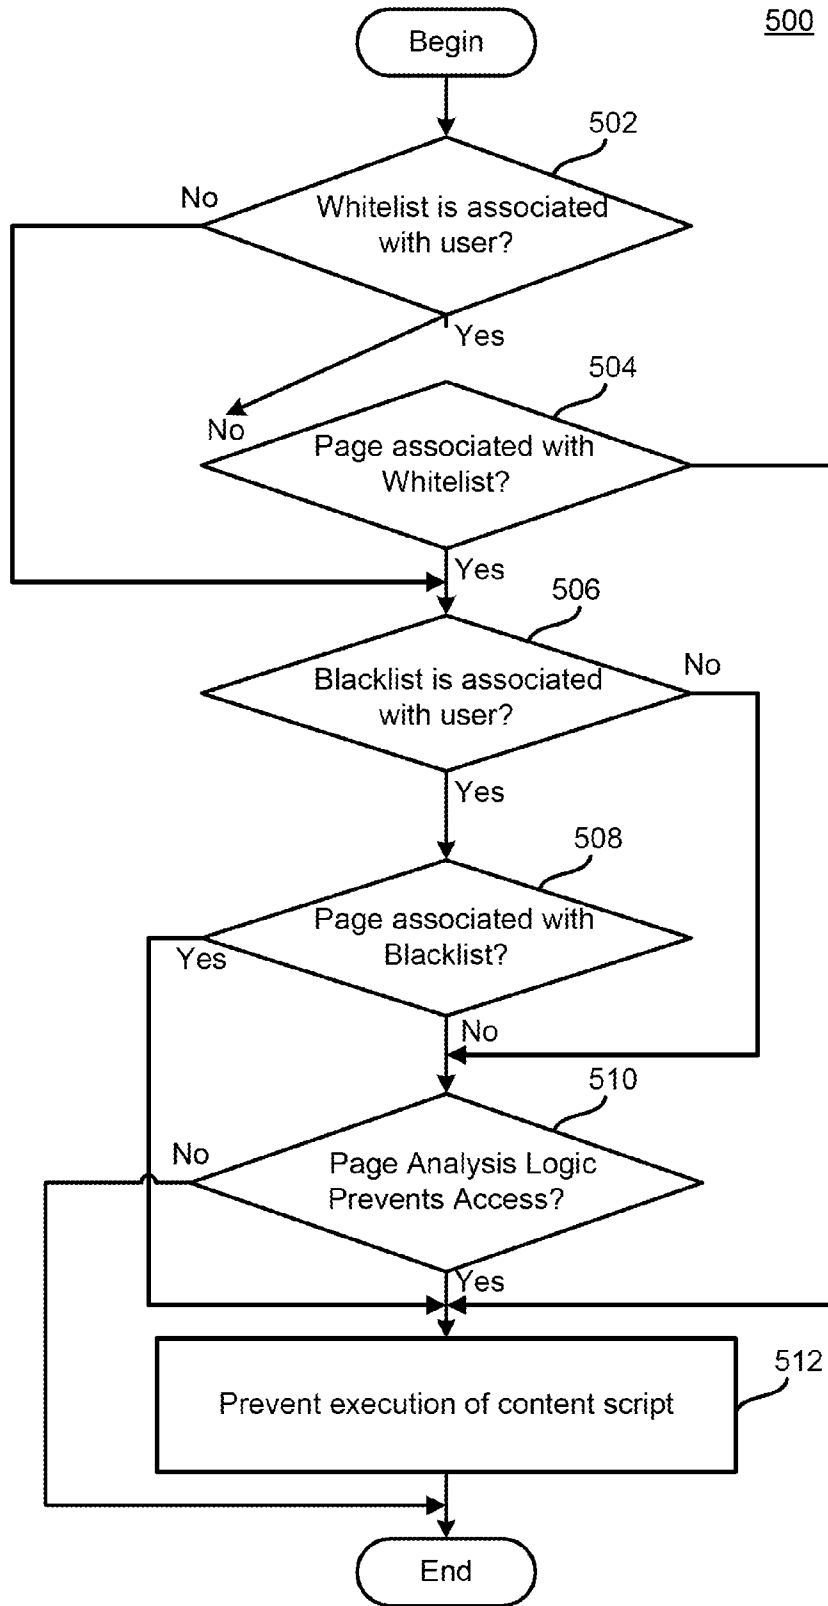 500
Begin
502
No
Whitelist is associated
with user?
Yes
504
No
Page associated with
Whitelist?
Yes
506
No
Blacklist is associated
with user?
Yes
508
Page associated with
Blacklist?
Yes
No
510
No
Page Analysis Logic
Prevents Access?
Yes
512
Prevent execution of content script
End